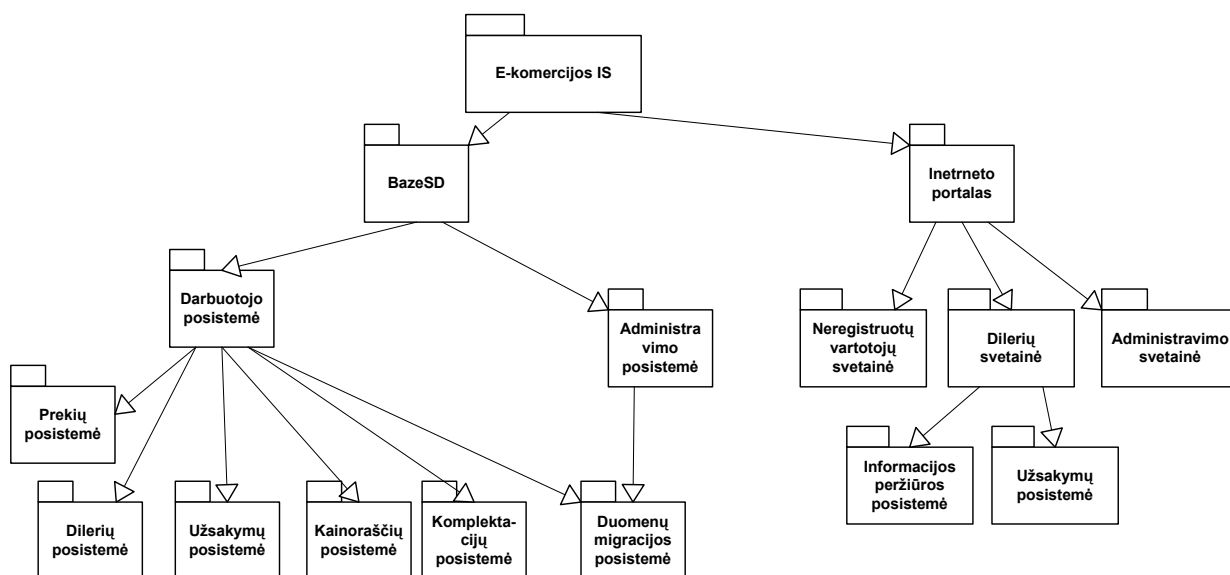 E-komercijos IS
BazeSD
Inetrneto
portalas
Darbuotojo
posistemė
Administra
vimo
posistemė
Neregistruotų
vartotojų
svetainė
Dilerių
svetainė
Administravimo
svetainė
Prekių
posistemė
Informacijos
peržiūros
posistemė
Užsakymų
posistemė
Dilerių
posistemė
Užsakymų
posistemė
Kainoraščių
posistemė
Komplekta-
cijų
posistemė
Duomenų
migracijos
posistemė